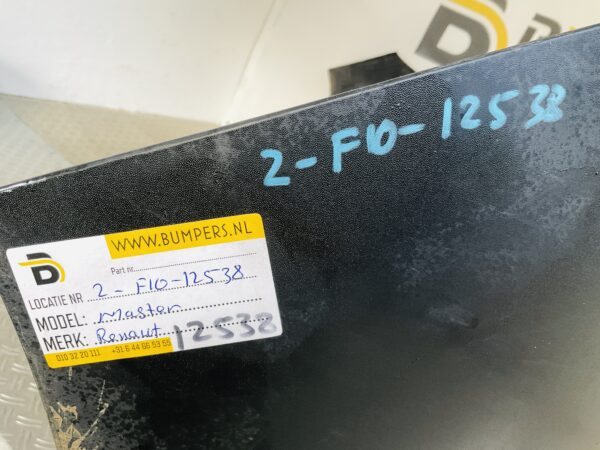 2-F10-12538
WWW.BUMPERS.NL
Part nr.
LOCATIE NR 2-F10-12538
MODEL: Master
MERK: Renaut 12538
010 32 20 111 +31 6 44 66 53 55